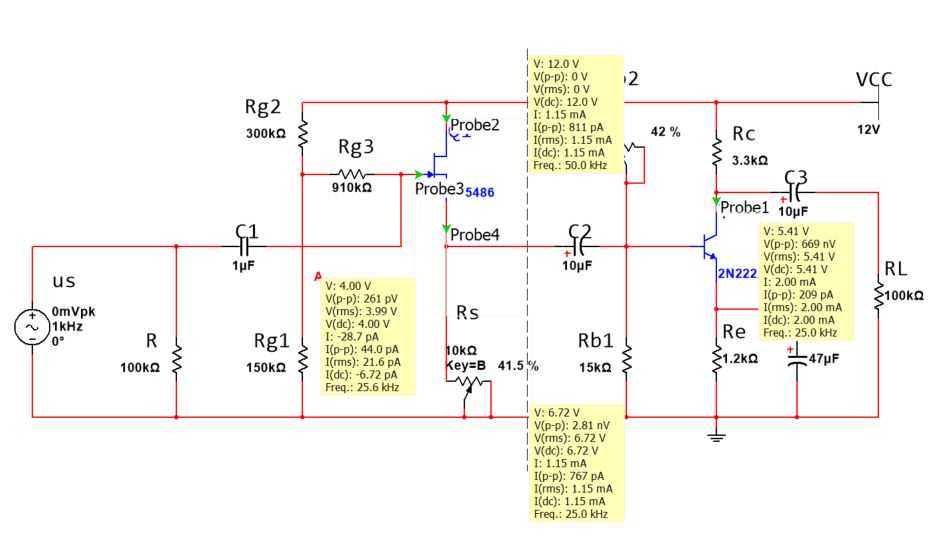 V: 12.0 V
V(p-p): 0 V
V(rms): 0 V
V(dc): 12.0 V
I: 1.15 mA
I(p-p): 811 pA
I(rms): 1.15 mA
I(dc): 1.15 mA
Freq.: 50.0 kHz
2
VCC
12V
Rg2
300kΩ
Probe2
42 %
Rc
3.3kΩ
Rg3
910kΩ
Probe3
5486
C3
10µF
Probe1
Probe4
C1
1µF
C2
10µF
2N222
V: 5.41 V
V(p-p): 669 nV
V(rms): 5.41 V
V(dc): 5.41 V
I: 2.00 mA
I(p-p): 209 pA
I(rms): 2.00 mA
I(dc): 2.00 mA
Freq.: 25.0 kHz
RL
100kΩ
us
0mVpk
1kHz
0°
A
V: 4.00 V
V(p-p): 261 pV
V(rms): 3.99 V
V(dc): 4.00 V
I: -28.7 pA
I(p-p): 44.0 pA
I(rms): 21.6 pA
I(dc): -6.72 pA
Freq.: 25.6 kHz
Rs
10kΩ
Key=B
41.5 %
R
100kΩ
Rg1
150kΩ
Rb1
15kΩ
Re
1.2kΩ
47µF
V: 6.72 V
V(p-p): 2.81 nV
V(rms): 6.72 V
V(dc): 6.72 V
I: 1.15 mA
I(p-p): 767 pA
I(rms): 1.15 mA
I(dc): 1.15 mA
Freq.: 25.0 kHz